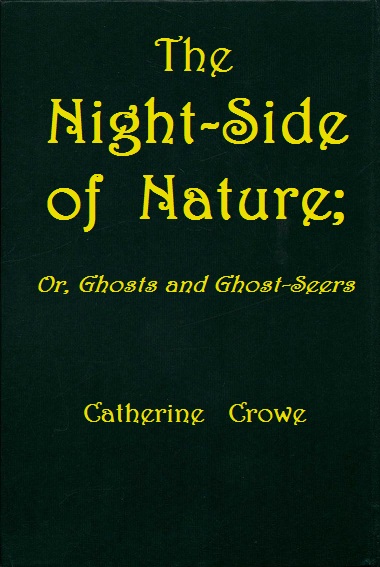 The
Night-Side
of Nature;
Or, Ghosts and Ghost-Seers
Catherine Crowe